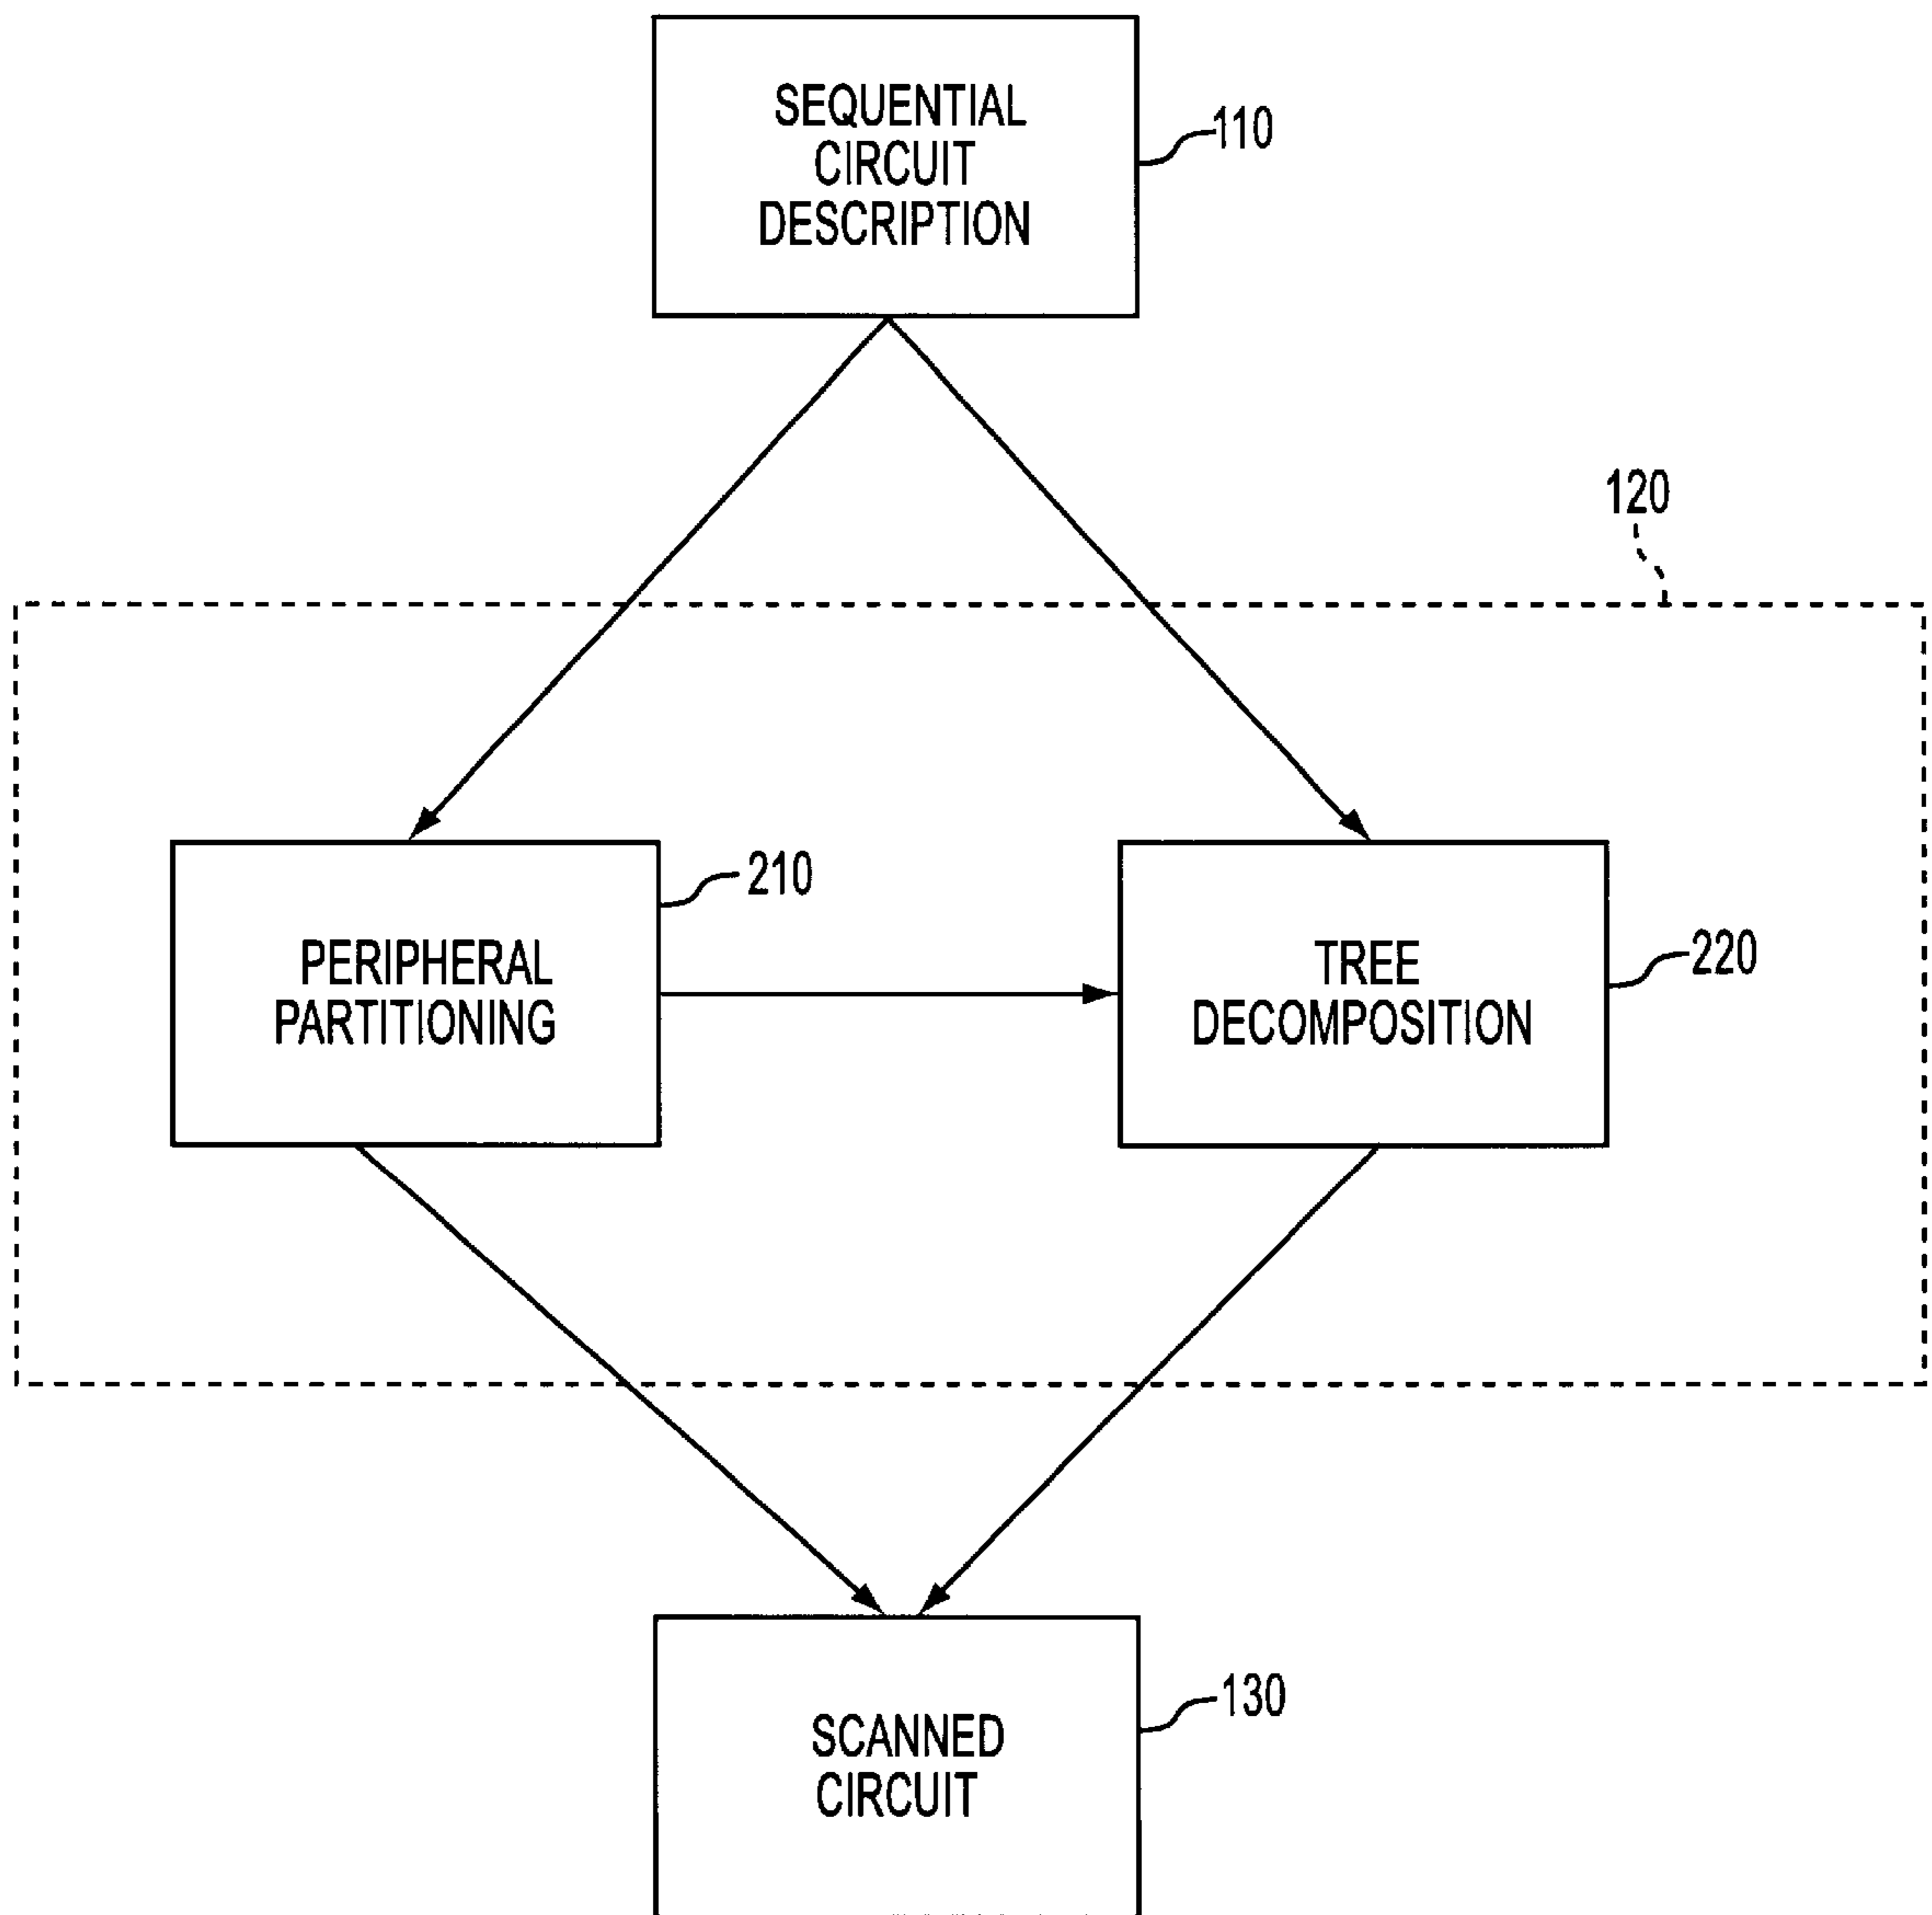 SEQUENTIAL
CIRCUIT
DESCRIPTION
110
120
PERIPHERAL
PARTITIONING
210
TREE
DECOMPOSITION
220
SCANNED
CIRCUIT
130